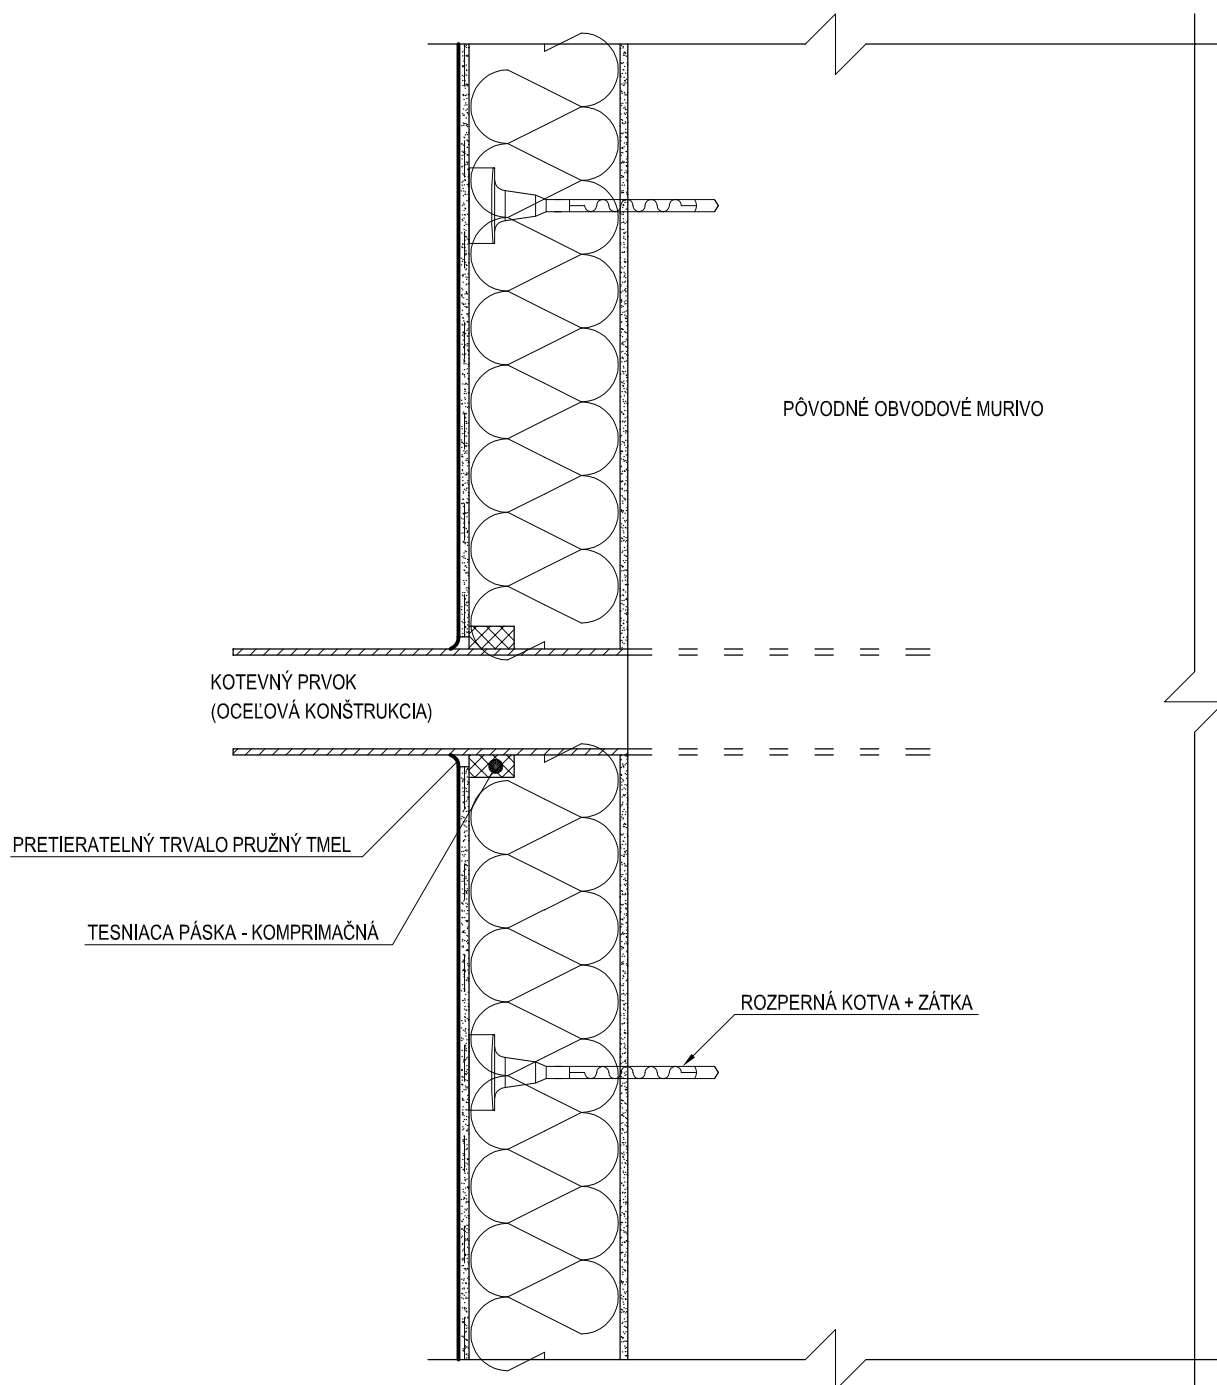 PÔVODNÉ OBVODOVÉ MURIVO
KOTEVNÝ PRVOK
(OCEĽOVÁ KONŠTRUKCIA)
PRETIERATELNÝ TRVALO PRUŽNÝ TMEL
TESNIACA PÁSKA - KOMPRIMAČNÁ
ROZPERNÁ KOTVA + ZÁTKA